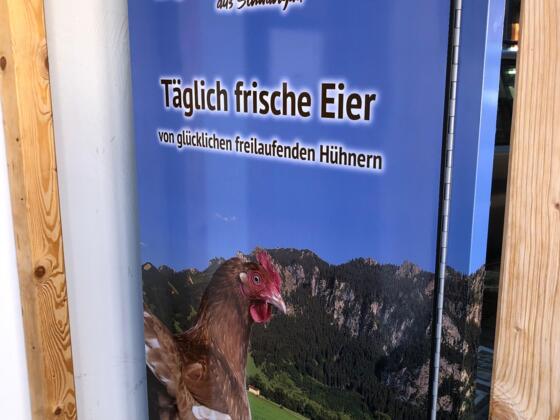 aus
Täglich frische Eier
von glücklichen freilaufenden Hühnern